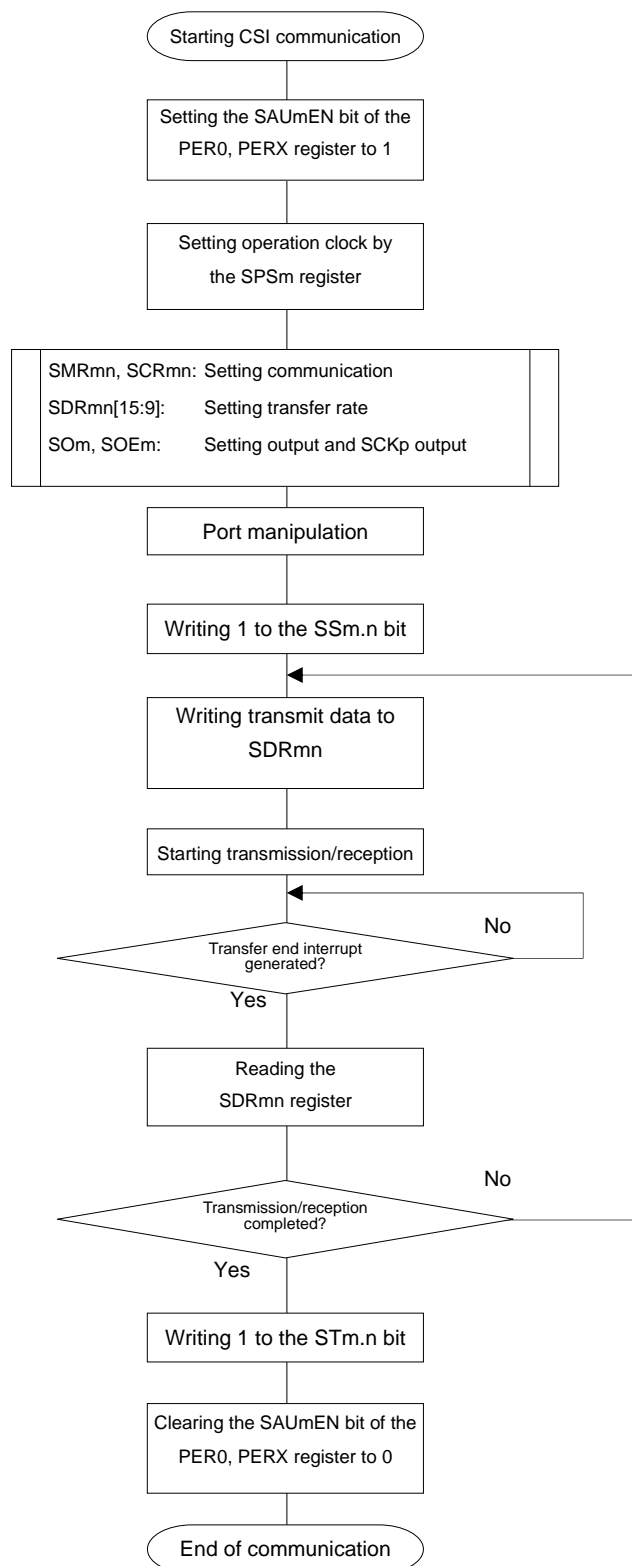 Starting CSI communication
Setting the SAUmEN bit of the
PER0, PERX register to 1
Setting operation clock by
the SPSm register
SMRmn, SCRmn: Setting communication
SDRmn[15:9]: Setting transfer rate
SOm, SOEm: Setting output and SCKp output
Port manipulation
Writing 1 to the SSm.n bit
Writing transmit data to
SDRmn
Starting transmission/reception
Transfer end interrupt
generated?
No
Yes
Reading the
SDRmn register
Transmission/reception
completed?
No
Yes
Writing 1 to the STm.n bit
Clearing the SAUmEN bit of the
PER0, PERX register to 0
End of communication